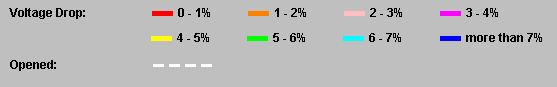 Voltage Drop: 0 - 1% 1 - 2% 2 - 3% 3 - 4%
4 - 5% 5 - 6% 6 - 7% more than 7%
Opened: